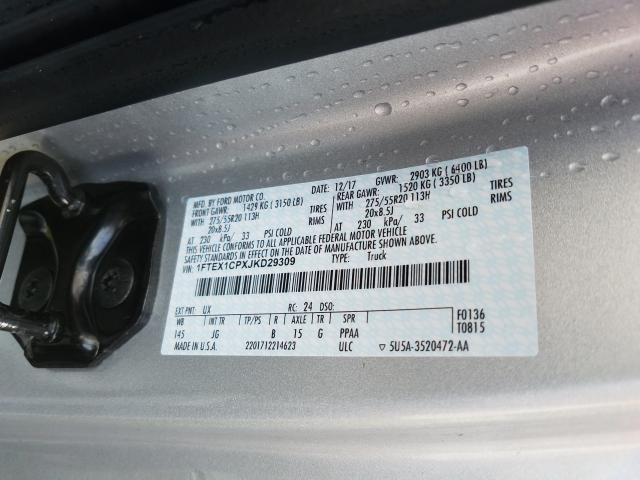 MFD. BY FORD MOTOR CO. DATE: 12/17 GVWR: 2903 KG ( 6400 LB)
FRONT GAWR: 1429 KG ( 3150 LB) REAR GAWR: 1520 KG ( 3350 LB)
WITH 275/55R20 113H TIRES WITH 275/55R20 113H TIRES
20x8.5J RIMS 20x8.5J RIMS
AT 230 kPa/ 33 PSI COLD AT 230 kPa/ 33 PSI COLD
THIS VEHICLE CONFORMS TO ALL APPLICABLE FEDERAL MOTOR VEHICLE
SAFETY STANDARDS IN EFFECT ON THE DATE OF MANUFACTURE SHOWN ABOVE.
VIN: 1FTEX1CPXJKD29309 TYPE: Truck
EXT PNT: UX RC: 24 DSO: F0136
WB INT TR TP/PS R AXLE TR SPR T0815
145 JG B 15 G PPAA
MADE IN U.S.A. 2201712214623 ULC ▽ 5U5A-3520472-AA